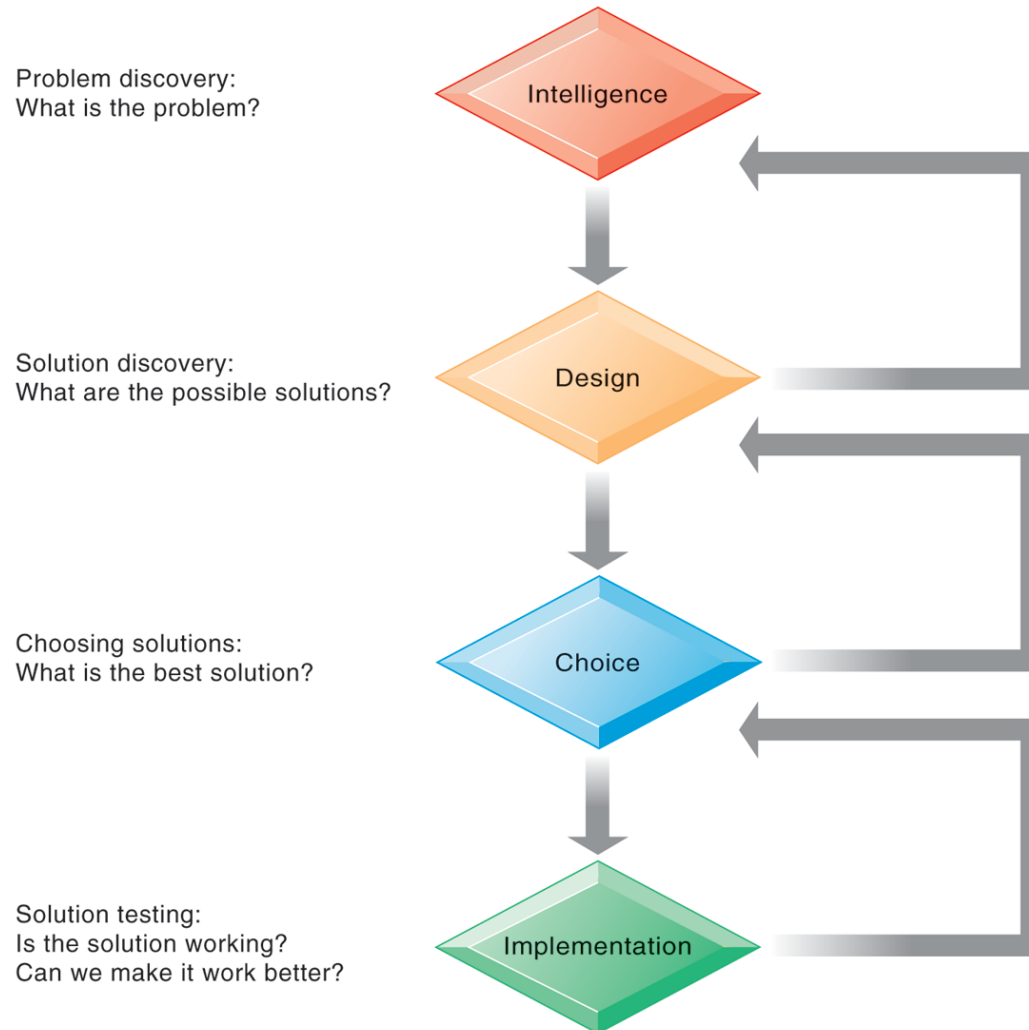 Problem discovery:
What is the problem?
Intelligence
Solution discovery:
What are the possible solutions?
Design
Choosing solutions:
What is the best solution?
Choice
Solution testing:
Is the solution working?
Can we make it work better?
Implementation